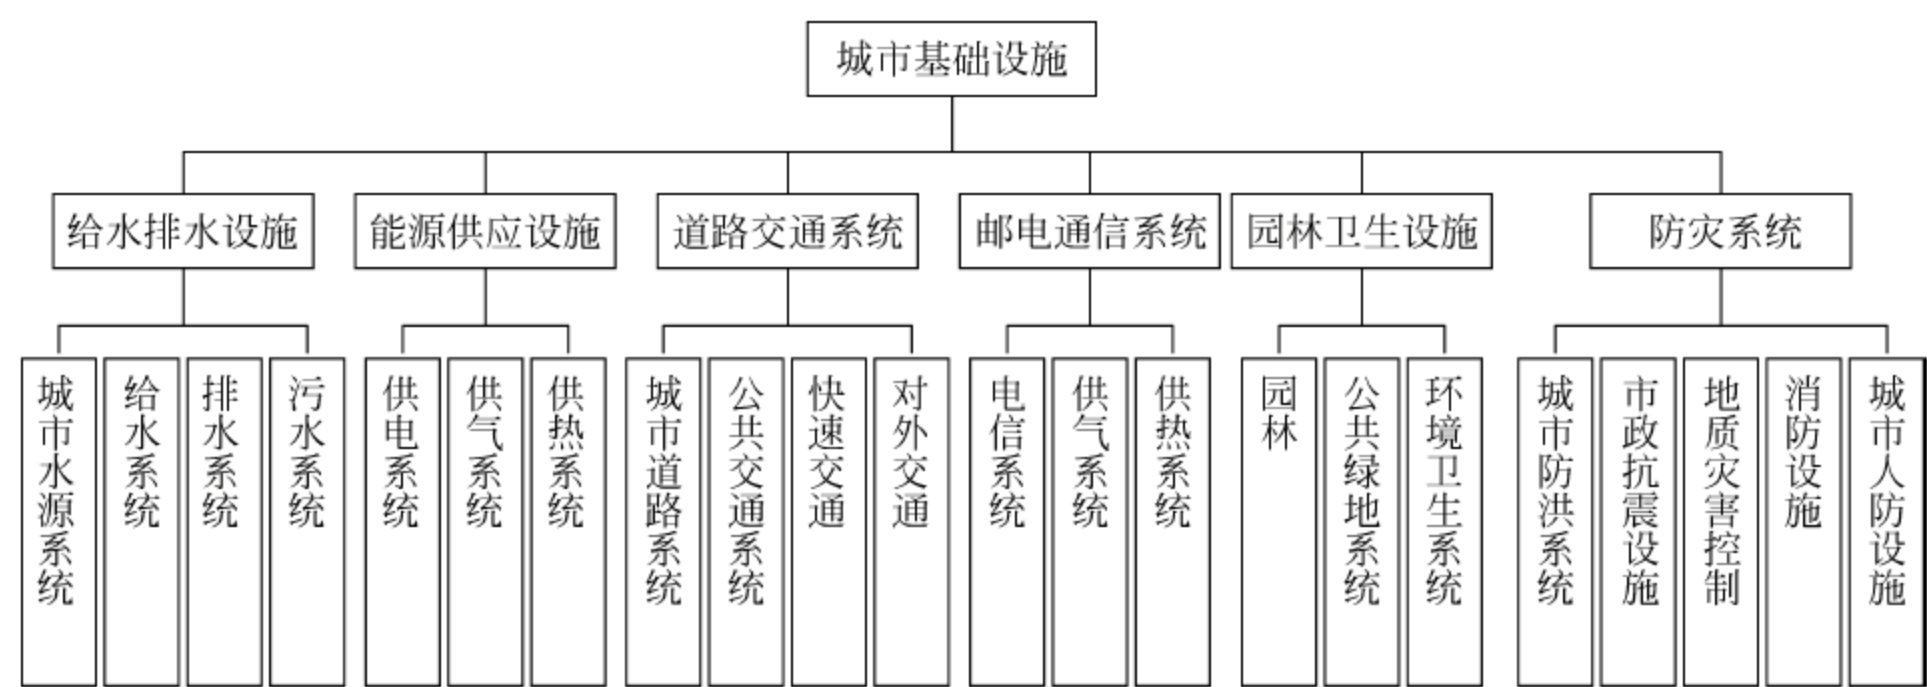 城市基础设施
给水排水设施
能源供应设施
道路交通系统
邮电通信系统
园林卫生设施
防灾系统
城市水源系统
给水系统
排水系统
污水系统
供电系统
供气系统
供热系统
城市道路系统
公共交通系统
快速交通
对外交通
电信系统
供气系统
供热系统
园林
公共绿地系统
环境卫生系统
城市防洪系统
市政抗震设施
地质灾害控制
消防设施
城市人防设施